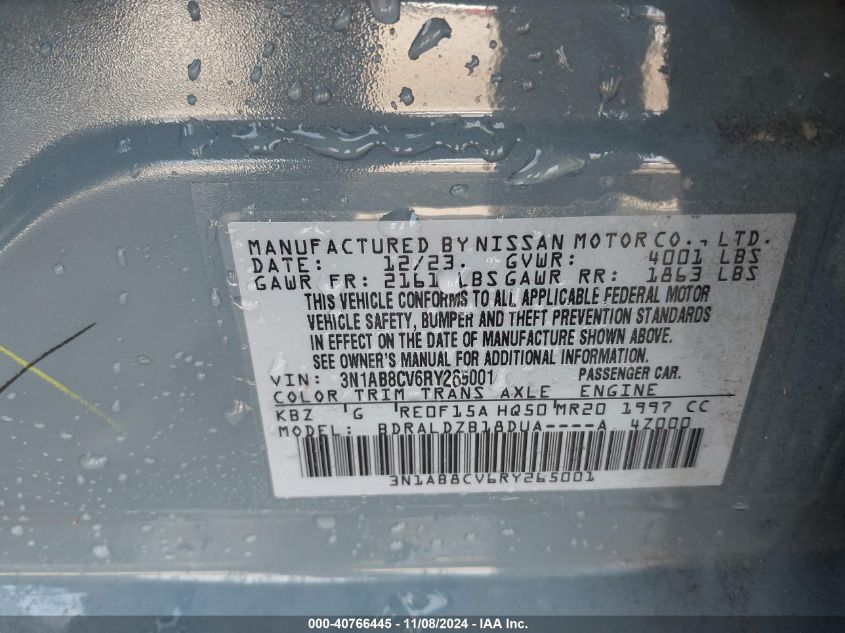 MANUFACTURED BY NISSAN MOTOR CO., LTD.
DATE: 12/23. GVWR: 4001 LBS
GAWR FR: 2161 LBS GAWR RR: 1863 LBS
THIS VEHICLE CONFORMS TO ALL APPLICABLE FEDERAL MOTOR
VEHICLE SAFETY, BUMPER AND THEFT PREVENTION STANDARDS
IN EFFECT ON THE DATE OF MANUFACTURE SHOWN ABOVE.
SEE OWNER'S MANUAL FOR ADDITIONAL INFORMATION.
VIN: 3N1AB8CV6RY265001 PASSENGER CAR.
COLOR TRIM TRANS AXLE ENGINE
KBZ G RE0F15A HQ50 MR20 1997 CC
MODEL: BDRALDZB18DUA----A 4Z000
3N1AB8CV6RY265001
000-40766445 - 11/08/2024 - IAA Inc.